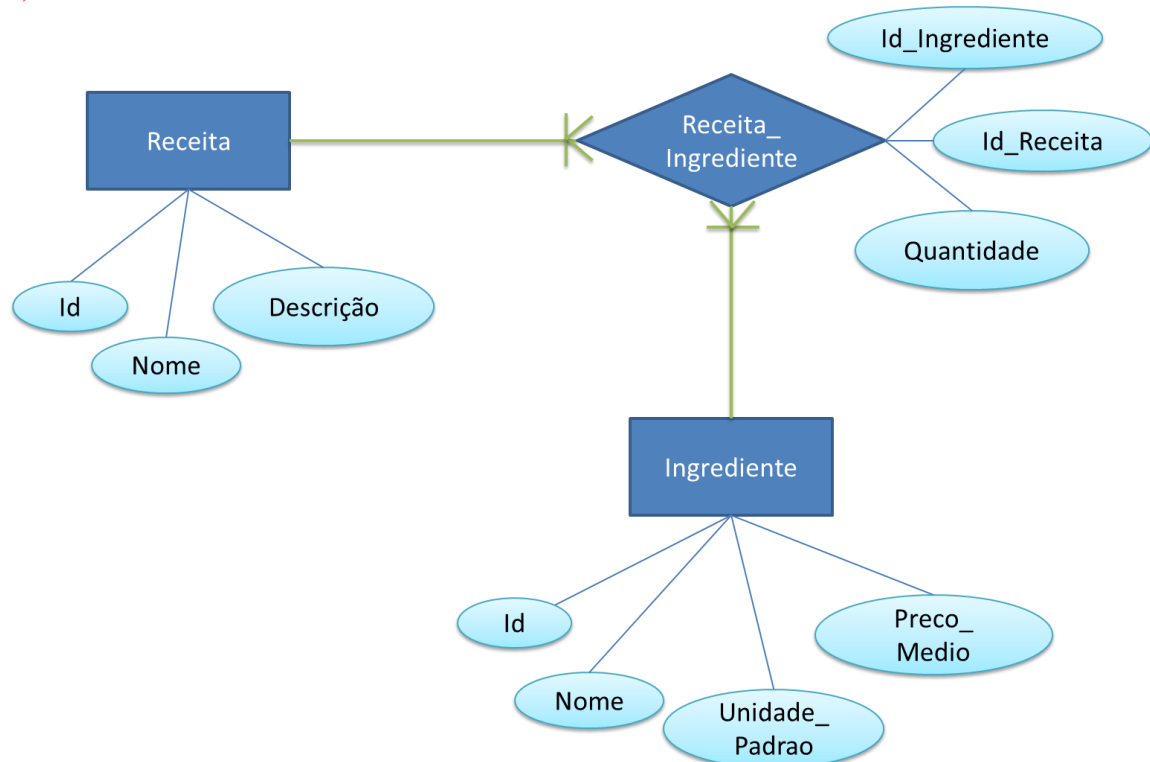 Id_Ingrediente
Receita
Receita_
Ingrediente
Id_Receita
Quantidade
Id
Descrição
Nome
Ingrediente
Id
Preco_
Medio
Nome
Unidade_
Padrao